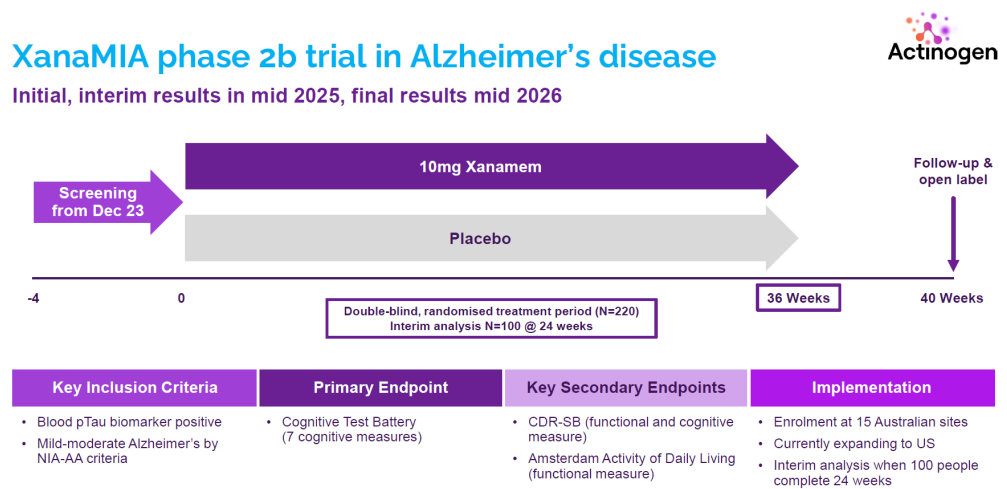 Actinogen
XanaMIA phase 2b trial in Alzheimer's disease
Initial, interim results in mid 2025, final results mid 2026
10mg Xanamem
Follow-up &
open label
Screening
from Dec 23
Placebo
-4
0
36 Weeks
40 Weeks
Double-blind, randomised treatment period (N=220)
Interim analysis N=100 @ 24 weeks
Key Inclusion Criteria
• Blood pTau biomarker positive
• Mild-moderate Alzheimer's by
NIA-AA criteria
Primary Endpoint
• Cognitive Test Battery
(7 cognitive measures)
Key Secondary Endpoints
• CDR-SB (functional and cognitive
measure)
• Amsterdam Activity of Daily Living
(functional measure)
Implementation
• Enrolment at 15 Australian sites
• Currently expanding to US
• Interim analysis when 100 people
complete 24 weeks